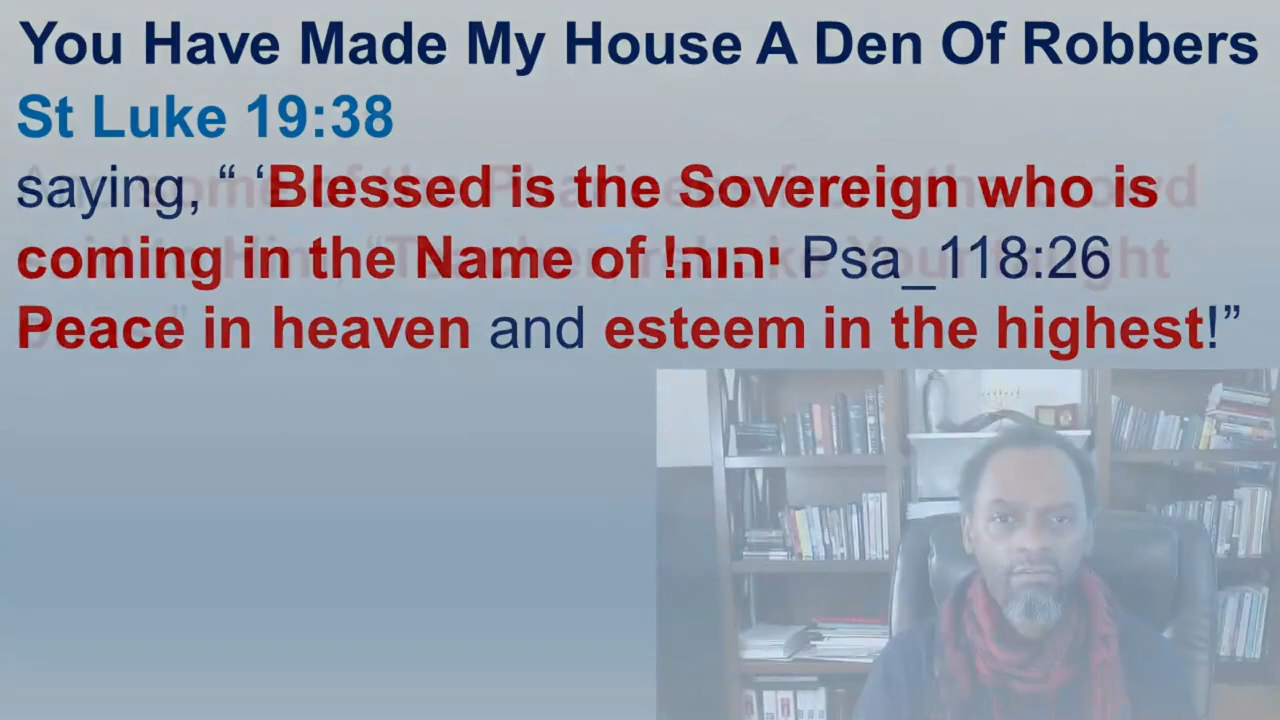 You Have Made My House A Den Of Robbers
St Luke 19:38
saying,“ ‘Blessed is the Sovereign who is
coming in the Name of יהוה! Psa_118:26
Peace in heaven and esteem in the highest!”